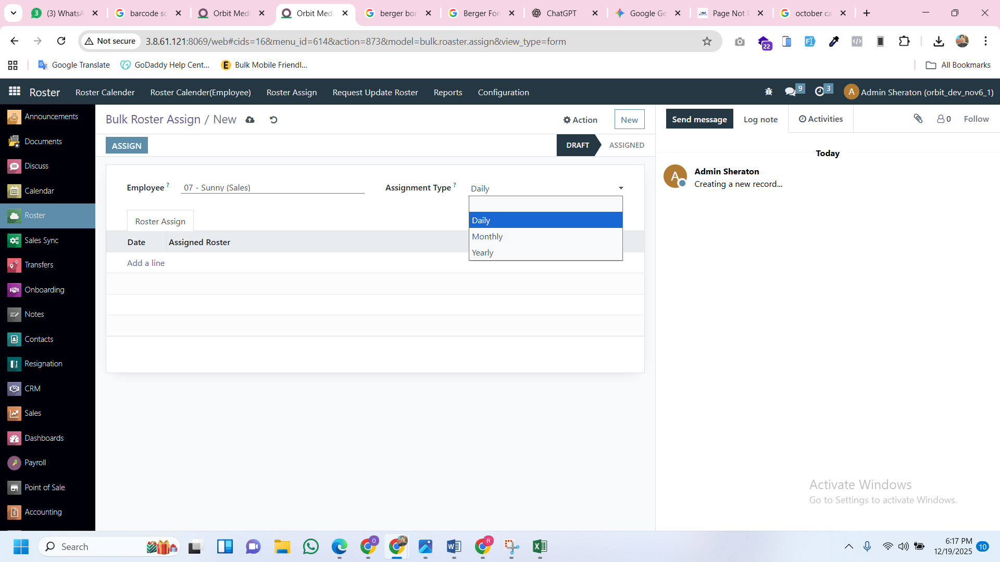 3 (3) WhatsA
barcode sc
Orbit Medi
Orbit Medi
berger bor
Berger For
ChatGPT
Google Ge
Page Not F
october ca
Not secure
3.8.61.121:8069/web#cids=16&menu_id=614&action=873&model=bulk.roaster.assign&view_type=form
22
Google Translate
GoDaddy Help Cent...
E Bulk Mobile Friendl...
All Bookmarks
Roster
Roster Calender
Roster Calender(Employee)
Roster Assign
Request Update Roster
Reports
Configuration
9
3
A Admin Sheraton (orbit_dev_nov6_1)
Announcements
Documents
Discuss
Calendar
Roster
Sales Sync
Transfers
Onboarding
Notes
Contacts
Resignation
CRM
Sales
Dashboards
Payroll
Point of Sale
Accounting
Bulk Roster Assign / New
Action
New
ASSIGN
DRAFT
ASSIGNED
Employee ?
07 - Sunny (Sales)
Assignment Type ?
Daily
Daily
Monthly
Yearly
Roster Assign
Date
Assigned Roster
Add a line
Send message
Log note
Activities
0
Follow
Today
A
Admin Sheraton
Creating a new record...
Activate Windows
Go to Settings to activate Windows.
Search
O
R
6:17 PM
12/19/2025
10